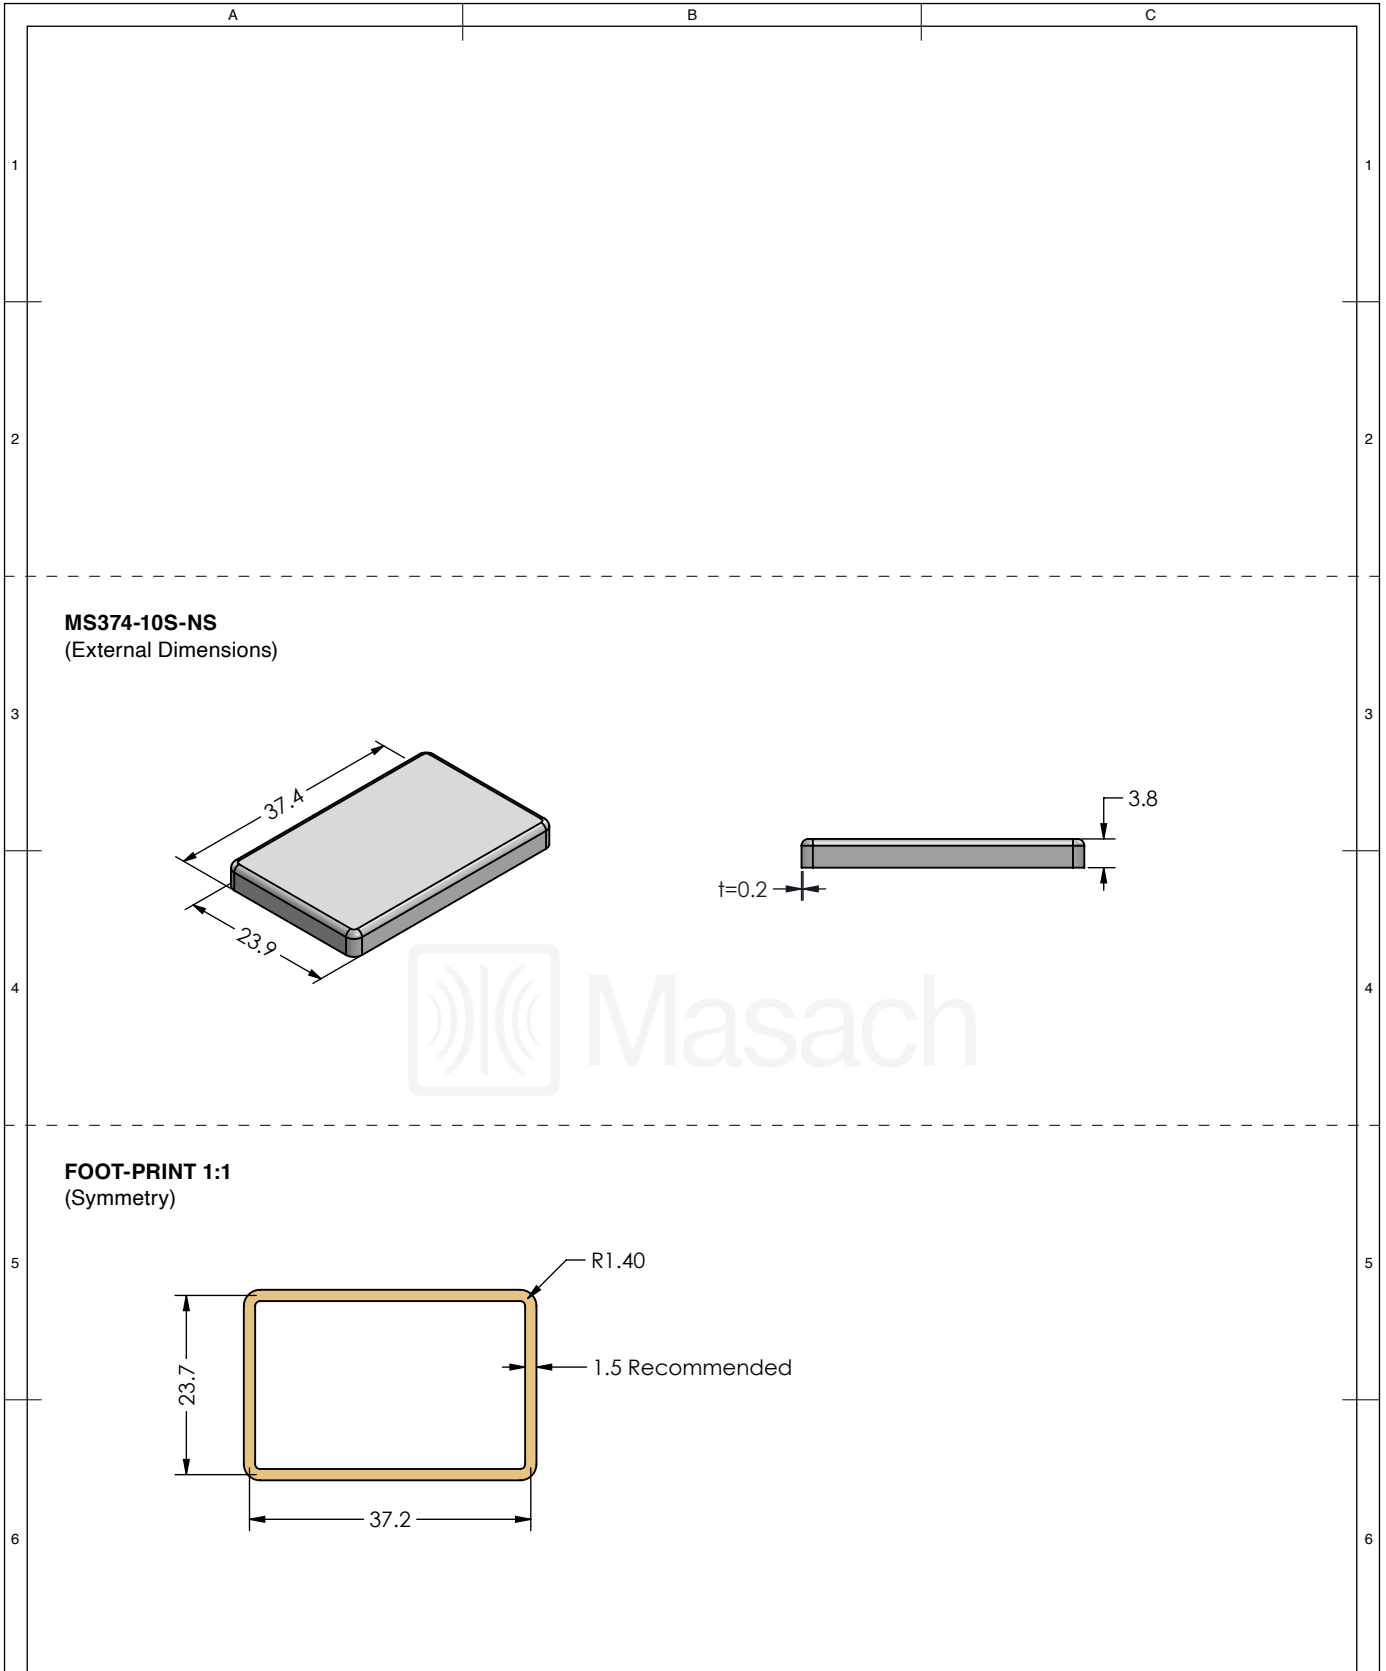 A B C
1 1
2 2
MS374-10S-NS
(External Dimensions)
3 3
37.4
3.8
t=0.2
23.9
Masach
4 4
FOOT-PRINT 1:1
(Symmetry)
R1.40
5 5
1.5 Recommended
23.7
37.2
6 6